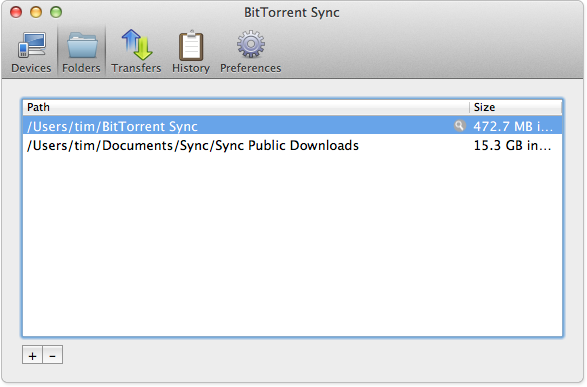 BitTorrent Sync
Devices Folders Transfers History Preferences
Path Size
/Users/tim/BitTorrent Sync 472.7 MB i...
/Users/tim/Documents/Sync/Sync Public Downloads 15.3 GB in...
+ -